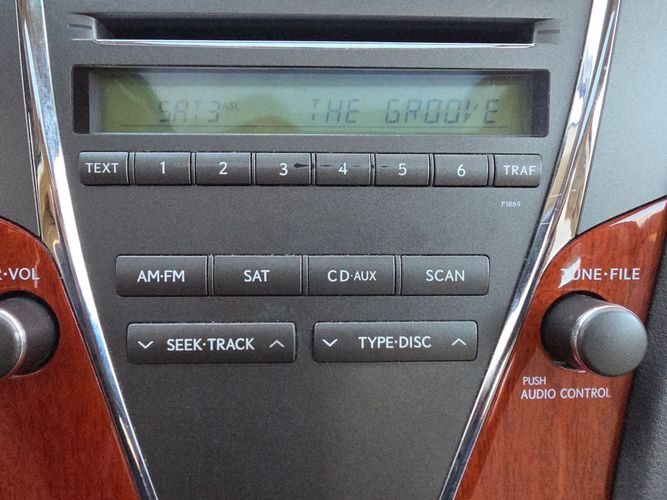 SAT3 ASL THE GROOVE
TEXT 1 2 3 4 5 6 TRAF
P1869
AM·FM SAT CD·AUX SCAN
R·VOL TUNE·FILE
SEEK·TRACK TYPE·DISC
PUSH
AUDIO CONTROL